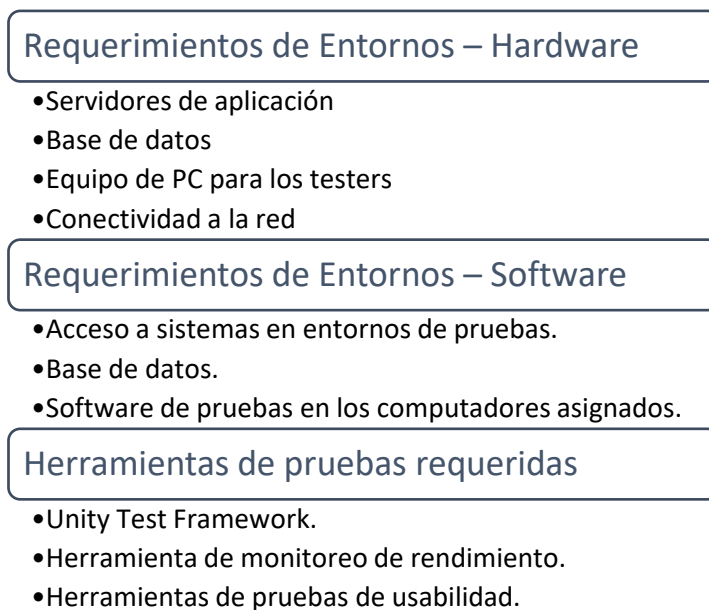 Requerimientos de Entornos – Hardware
•Servidores de aplicación
•Base de datos
•Equipo de PC para los testers
•Conectividad a la red
Requerimientos de Entornos – Software
•Acceso a sistemas en entornos de pruebas.
•Base de datos.
•Software de pruebas en los computadores asignados.
Herramientas de pruebas requeridas
•Unity Test Framework.
•Herramienta de monitoreo de rendimiento.
•Herramientas de pruebas de usabilidad.